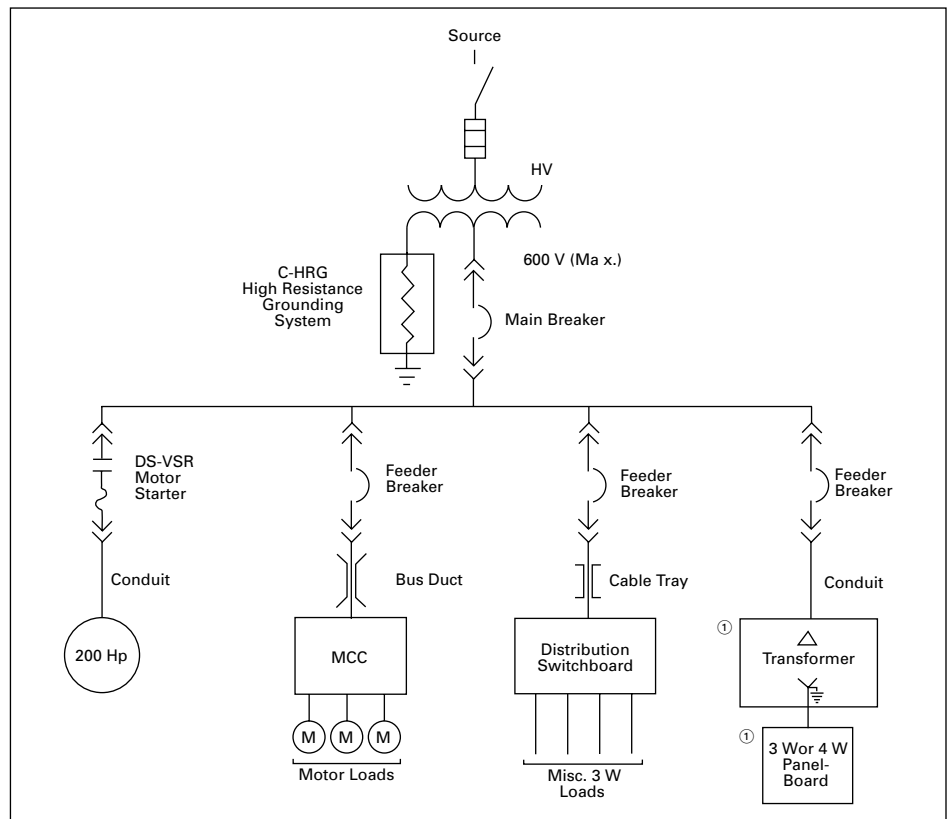 Source
HV
600 V (Ma x.)
C-HRG
High Resistance
Grounding
System
Main Breaker
DS-VSR
Motor
Starter
Feeder
Breaker
Feeder
Breaker
Feeder
Breaker
Conduit
Bus Duct
Cable Tray
Conduit
200 Hp
MCC
Distribution
Switchboard
①
Transformer
M
M
M
Motor Loads
Misc. 3 W
Loads
①
3 Wor 4 W
Panel-
Board